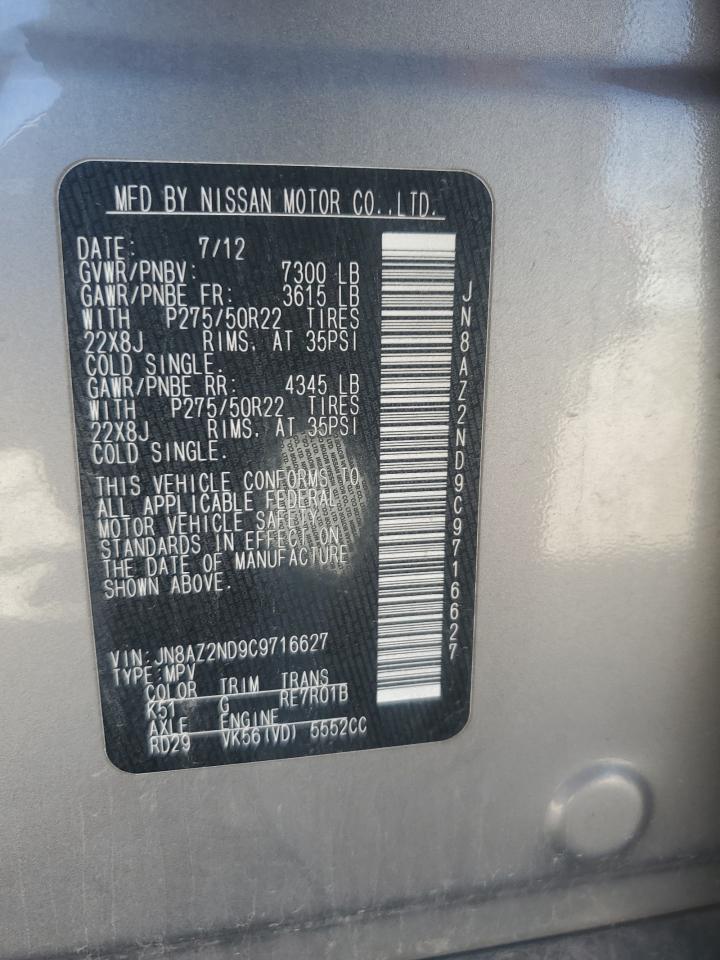 MFD BY NISSAN MOTOR CO.,LTD.
DATE: 7/12
GVWR/PNBV: 7300 LB
GAWR/PNBE FR: 3615 LB
WITH P275/50R22 TIRES
22X8J RIMS, AT 35PSI
COLD SINGLE.
GAWR/PNBE RR: 4345 LB
WITH P275/50R22 TIRES
22X8J RIMS, AT 35PSI
COLD SINGLE.
THIS VEHICLE CONFORMS TO
ALL APPLICABLE FEDERAL
MOTOR VEHICLE SAFETY
STANDARDS IN EFFECT ON
THE DATE OF MANUFACTURE
SHOWN ABOVE.
VIN:JN8AZ2ND9C9716627
TYPE:MPV
COLOR TRIM TRANS
K51 G RE7R01B
AXLE ENGINE
RD29 VK56(VD) 5552CC
JN8AZ2ND9C9716627